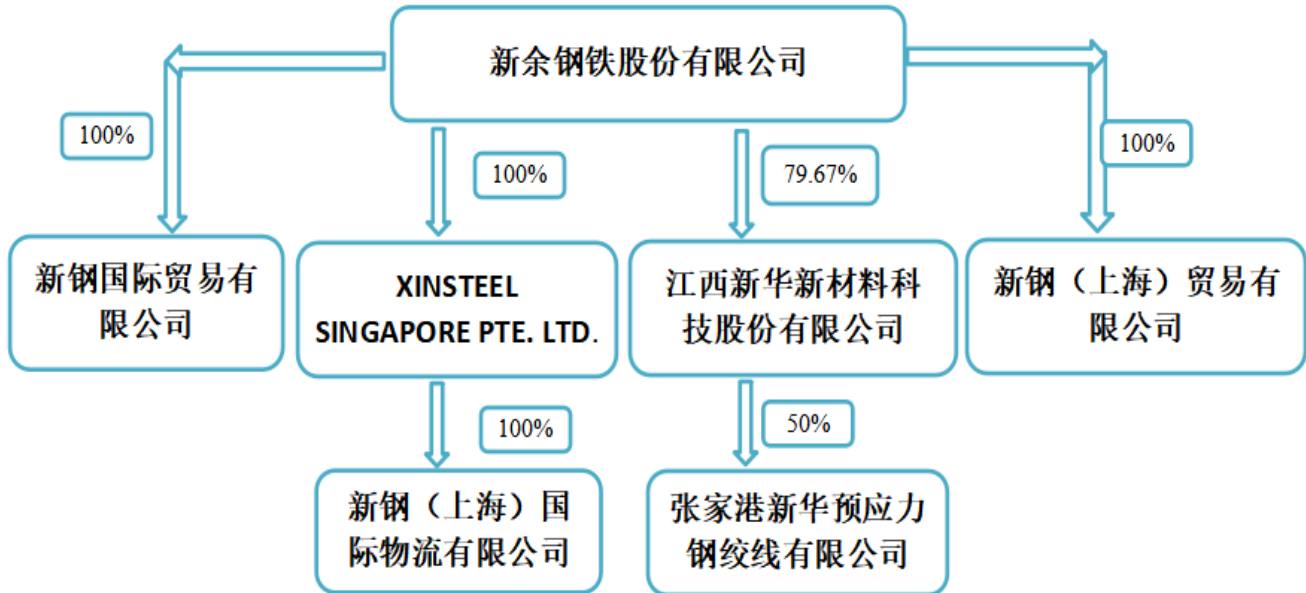 新余钢铁股份有限公司
100%
100%
79.67%
100%
新钢国际贸易有
限公司
XINSTEEL
SINGAPORE PTE. LTD.
江西新华新材料科
技股份有限公司
新钢（上海）贸易有
限公司
100%
50%
新钢（上海）国
际物流有限公司
张家港新华预应力
钢绞线有限公司